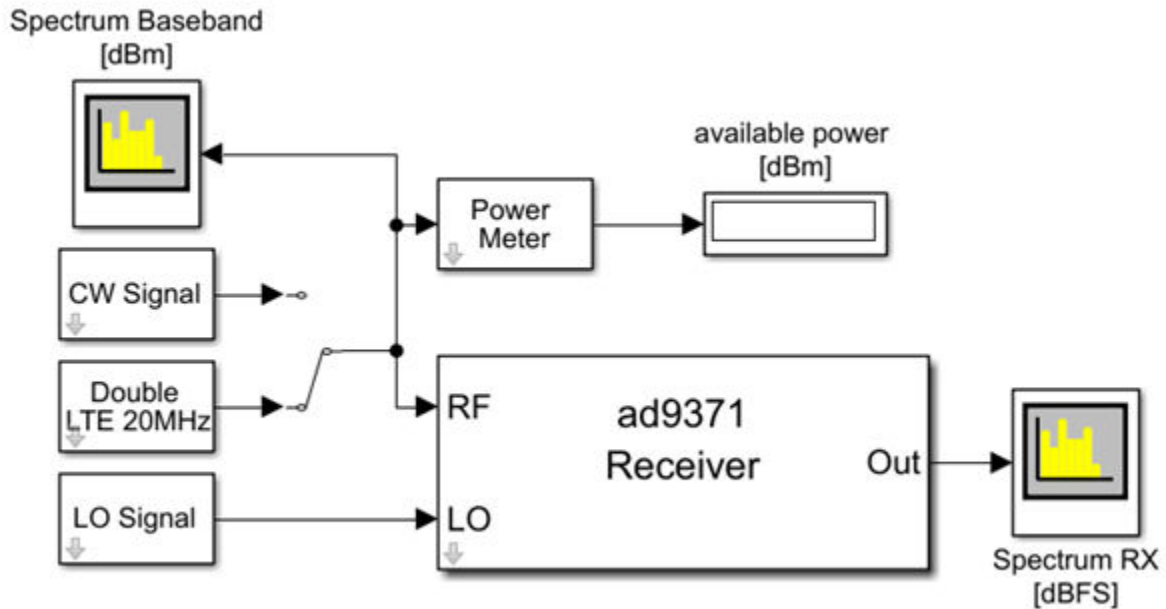 Spectrum Baseband
[dBm]
available power
[dBm]
Power
Meter
CW Signal
Double
LTE 20MHz
RF
ad9371
Receiver
Out
LO Signal
LO
Spectrum RX
[dBFS]